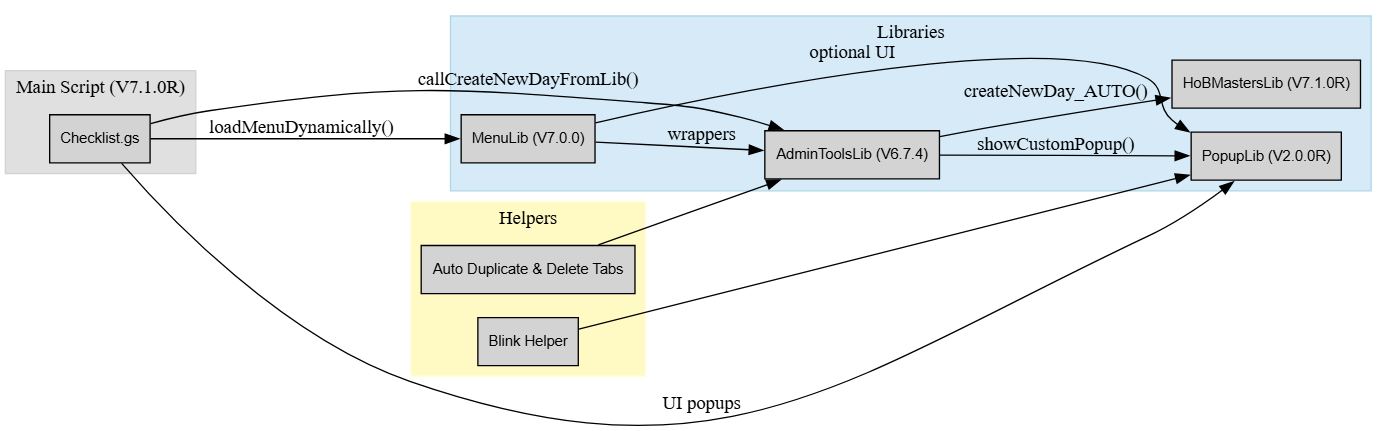 Libraries
optional UI
Main Script (V7.1.0R)
callCreateNewDayFromLib()
HoBMastersLib (V7.1.0R)
createNewDay_AUTO()
Checklist.gs
loadMenuDynamically()
MenuLib (V7.0.0)
wrappers
AdminToolsLib (V6.7.4)
showCustomPopup()
PopupLib (V2.0.0R)
Helpers
Auto Duplicate & Delete Tabs
Blink Helper
UI popups